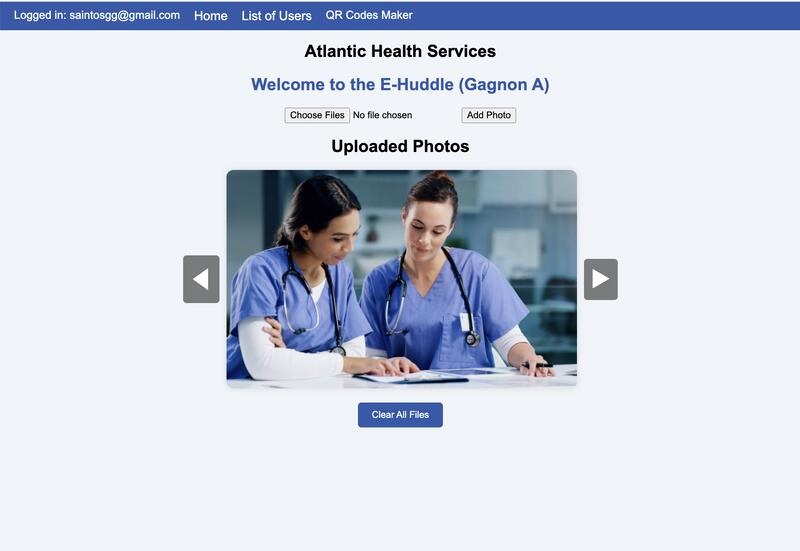 Logged in: saintosgg@gmail.com Home List of Users QR Codes Maker
Atlantic Health Services
Welcome to the E-Huddle (Gagnon A)
Choose Files No file chosen Add Photo
Uploaded Photos
Clear All Files